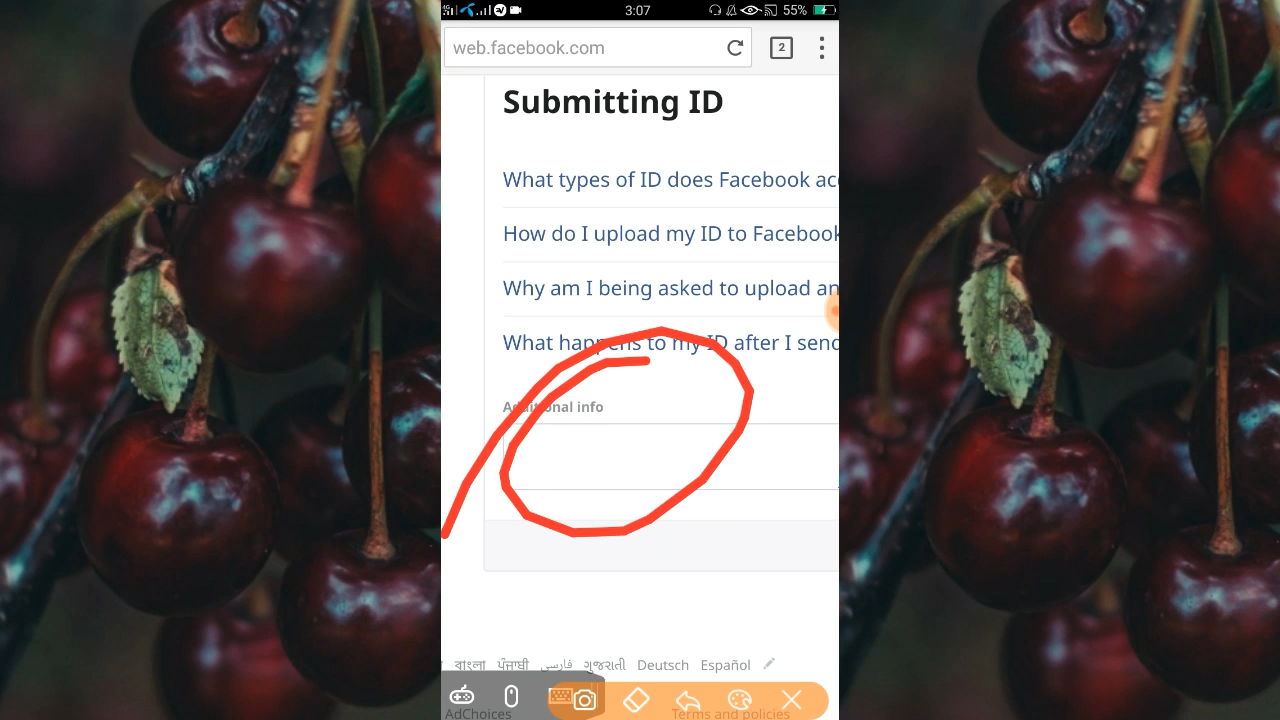 3:07
55%
web.facebook.com
2
Submitting ID
What types of ID does Facebook acc
How do I upload my ID to Facebook
Why am I being asked to upload an
What happens to my ID after I send
Additional info
বাংলা ਪੰਜਾਬੀ فارسی ગુજરાતી Deutsch Español
AdChoices Terms and policies